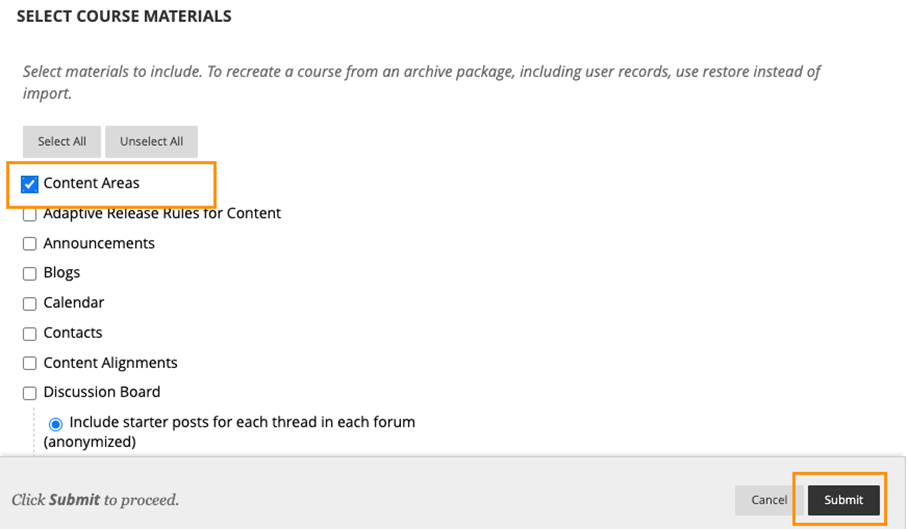 SELECT COURSE MATERIALS
Select materials to include. To recreate a course from an archive package, including user records, use restore instead of
import.
Select All Unselect All
Content Areas
Adaptive Release Rules for Content
Announcements
Blogs
Calendar
Contacts
Content Alignments
Discussion Board
Include starter posts for each thread in each forum
(anonymized)
Click Submit to proceed. Cancel Submit